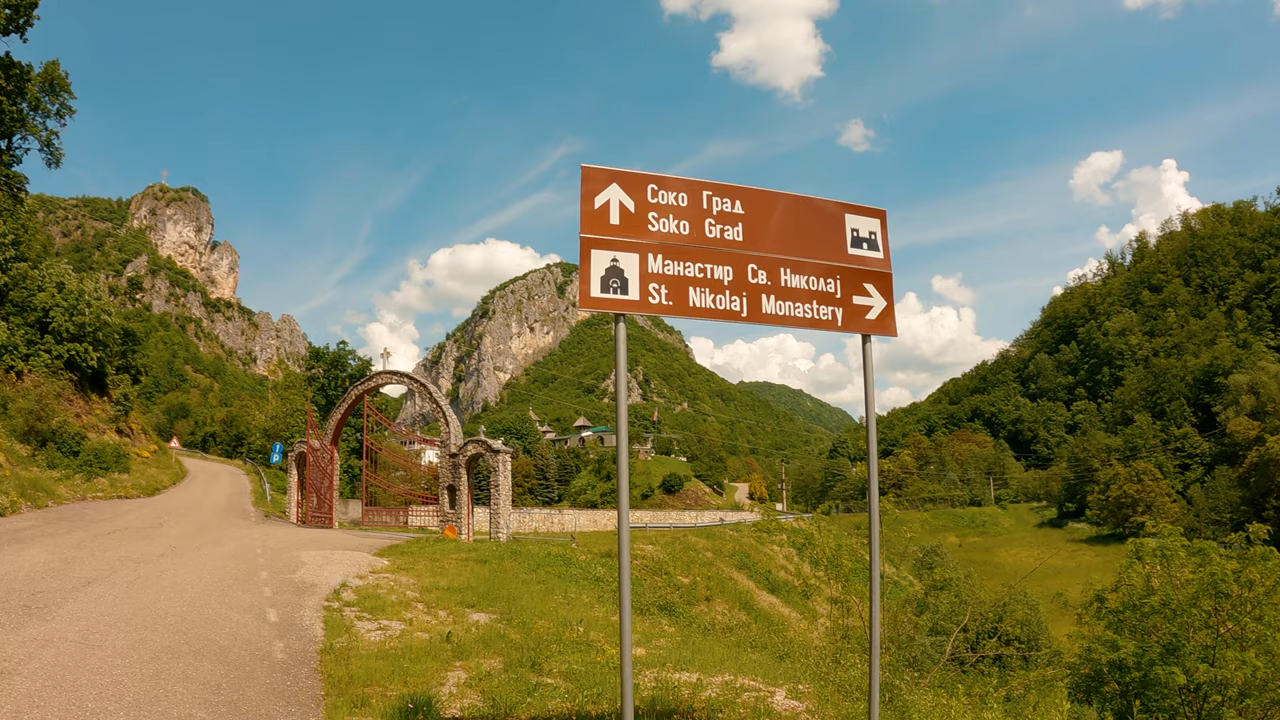 Соко Град
Soko Grad
Манастир Св. Николај
St. Nikolaj Monastery
P